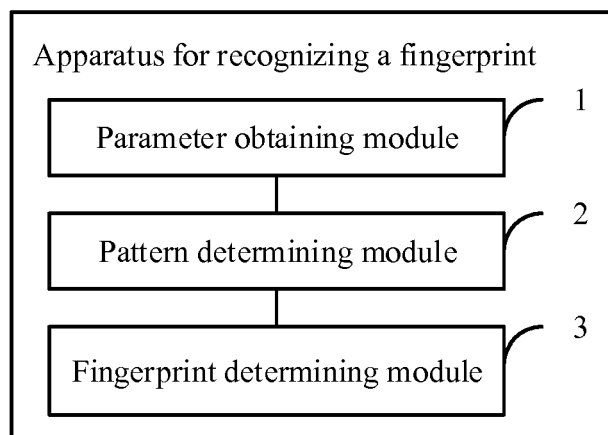 Apparatus for recognizing a fingerprint
1
Parameter obtaining module
2
Pattern determining module
3
Fingerprint determining module